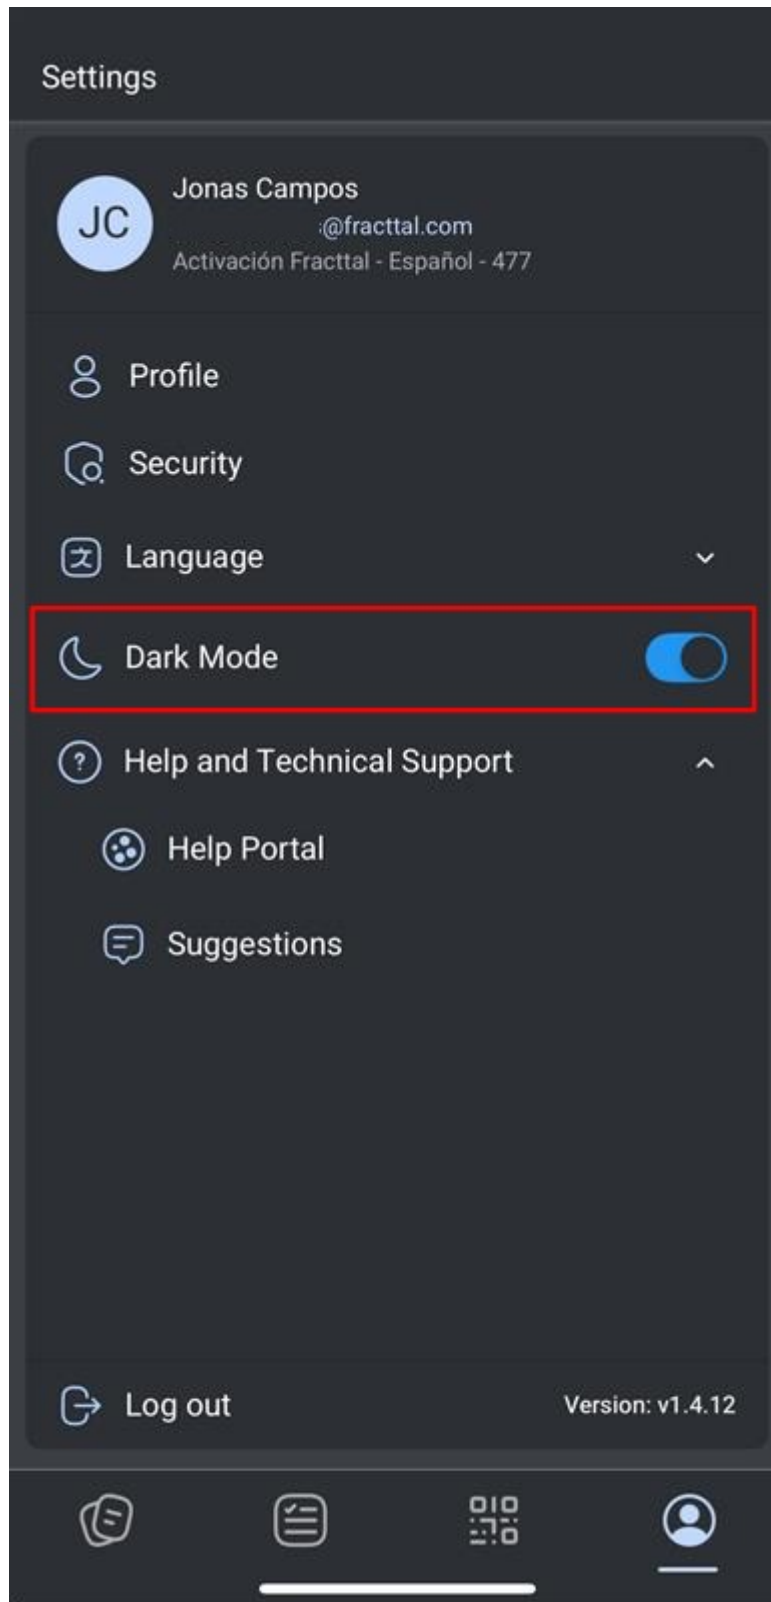 Settings
JC
Jonas Campos
:@fracttal.com
Activación Fracttal - Español - 477
Profile
Security
文 Language
Dark Mode
? Help and Technical Support
Help Portal
Suggestions
Log out
Version: v1.4.12